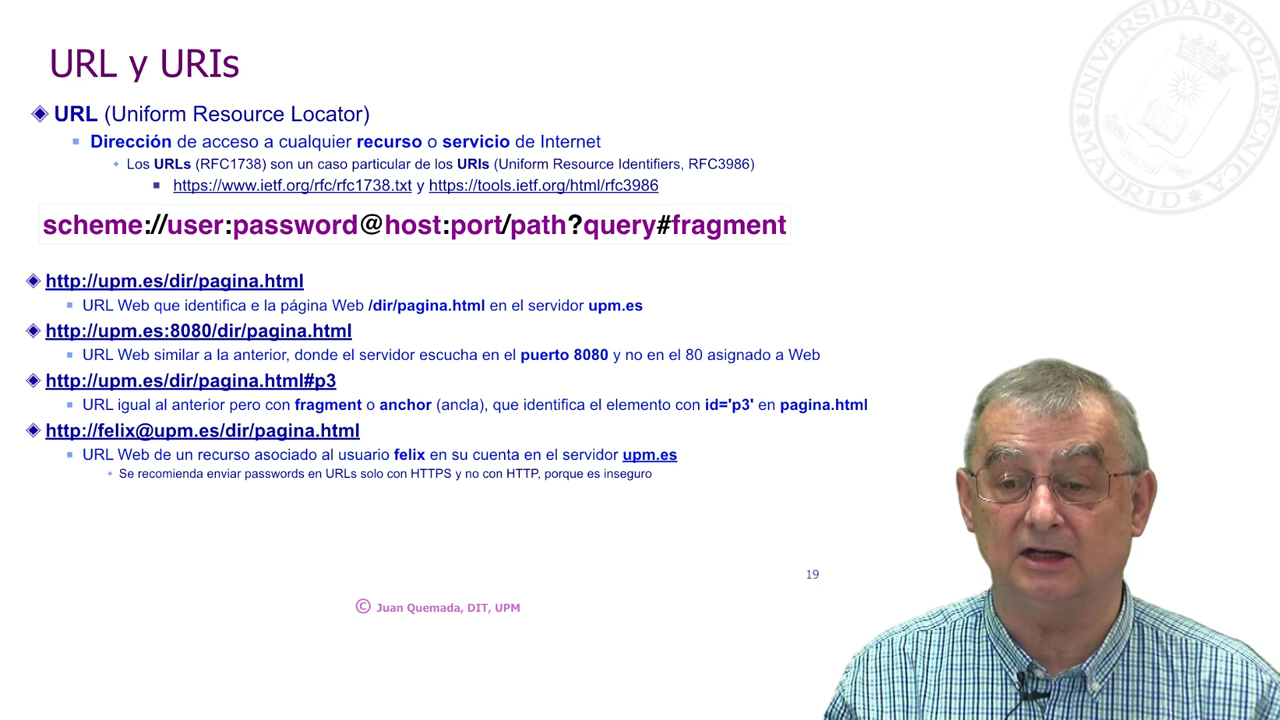 URL y URIs
UNIVERSIDAD POLITÉCNICA
MADRID
URL (Uniform Resource Locator)
Dirección de acceso a cualquier recurso o servicio de Internet
Los URLs (RFC1738) son un caso particular de los URIs (Uniform Resource Identifiers, RFC3986)
https://www.ietf.org/rfc/rfc1738.txt y https://tools.ietf.org/html/rfc3986
scheme://user:password@host:port/path?query#fragment
http://upm.es/dir/pagina.html
URL Web que identifica e la página Web /dir/pagina.html en el servidor upm.es
http://upm.es:8080/dir/pagina.html
URL Web similar a la anterior, donde el servidor escucha en el puerto 8080 y no en el 80 asignado a Web
http://upm.es/dir/pagina.html#p3
URL igual al anterior pero con fragment o anchor (ancla), que identifica el elemento con id='p3' en pagina.html
http://felix@upm.es/dir/pagina.html
URL Web de un recurso asociado al usuario felix en su cuenta en el servidor upm.es
Se recomienda enviar passwords en URLs solo con HTTPS y no con HTTP, porque es inseguro
19
© Juan Quemada, DIT, UPM